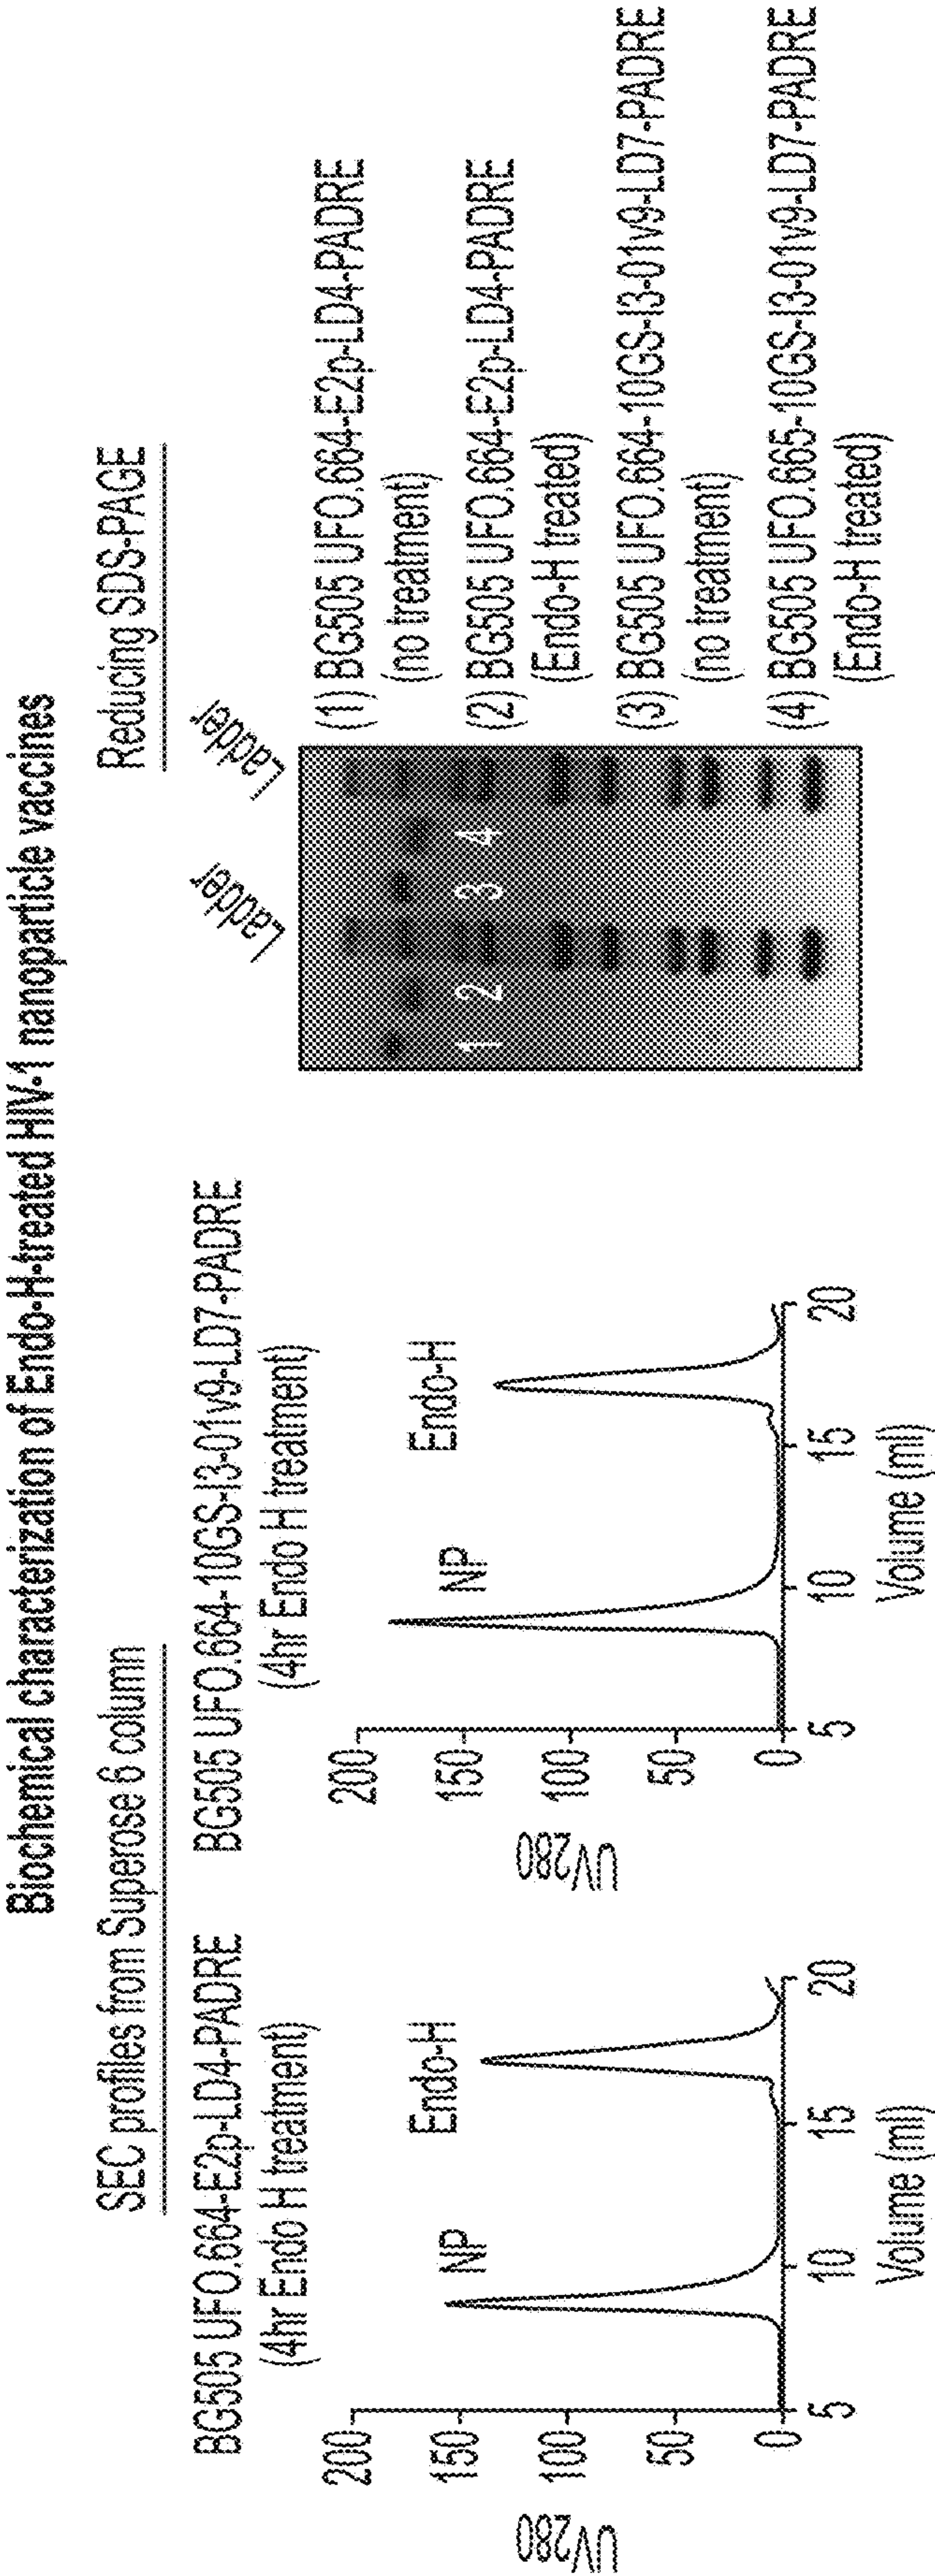 Biochemical characterization of Endo-H-treated HIV-1 nanoparticle vaccines
SEC profiles from Superose 6 column
BG505 UFO.664-E2p-LD4-PADRE
(4hr Endo H treatment)
UV280
200
150
100
50
0
NP
Endo-H
5
10
15
20
Volume (ml)
BG505 UFO.664-10GS-I3-01v9-LD7-PADRE
(4hr Endo H treatment)
UV280
200
150
100
50
0
NP
Endo-H
5
10
15
20
Volume (ml)
Reducing SDS-PAGE
Ladder
Ladder
1 2 3 4
(1) BG505 UFO.664-E2p-LD4-PADRE
(no treatment)
(2) BG505 UFO.664-E2p-LD4-PADRE
(Endo-H treated)
(3) BG505 UFO.664-10GS-I3-01v9-LD7-PADRE
(no treatment)
(4) BG505 UFO.665-10GS-I3-01v9-LD7-PADRE
(Endo-H treated)